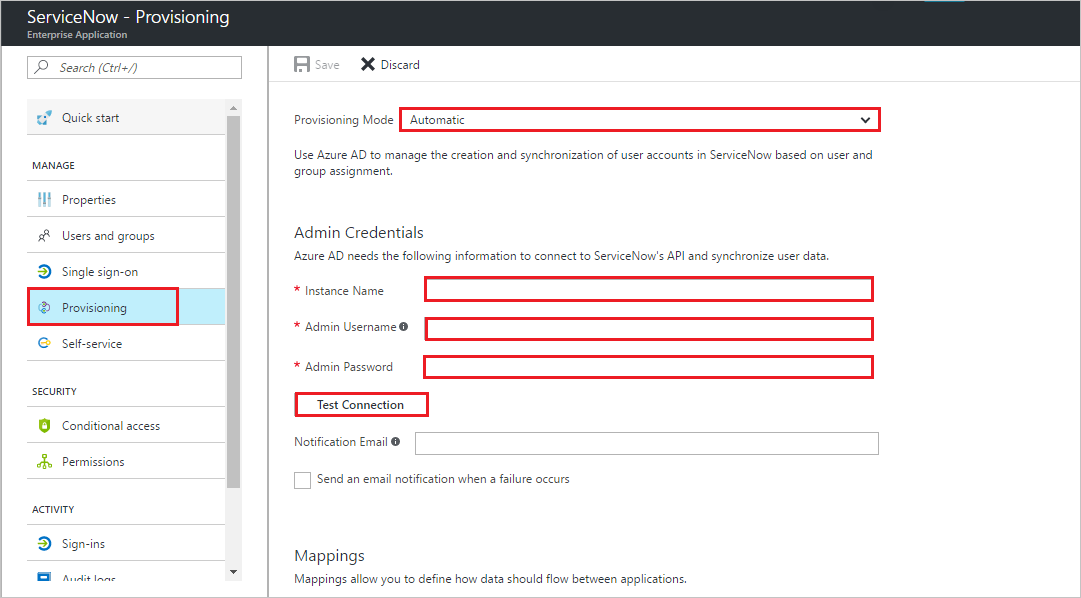 ServiceNow - Provisioning
Enterprise Application
Search (Ctrl+/)
Quick start
MANAGE
Properties
Users and groups
Single sign-on
Provisioning
Self-service
SECURITY
Conditional access
Permissions
ACTIVITY
Sign-ins
Audit logs
Save Discard
Provisioning Mode Automatic
Use Azure AD to manage the creation and synchronization of user accounts in ServiceNow based on user and
group assignment.
Admin Credentials
Azure AD needs the following information to connect to ServiceNow's API and synchronize user data.
* Instance Name
* Admin Username
* Admin Password
Test Connection
Notification Email
Send an email notification when a failure occurs
Mappings
Mappings allow you to define how data should flow between applications.